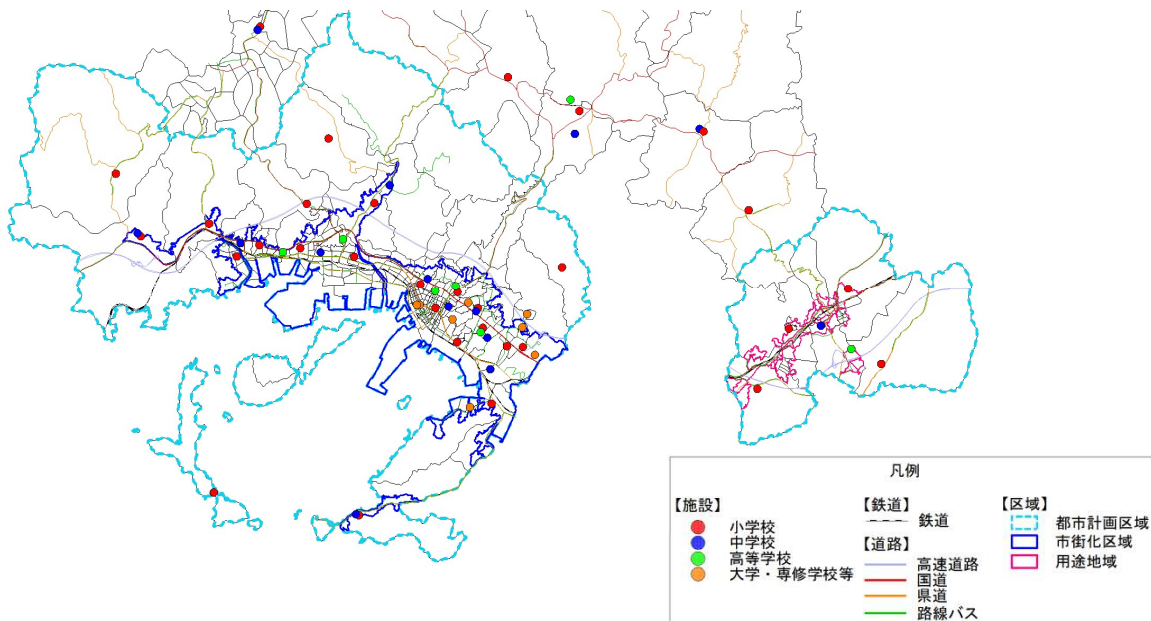 凡例
【施設】
小学校
中学校
高等学校
大学・専修学校等
【鉄道】
鉄道
【道路】
高速道路
国道
県道
路線バス
【区域】
都市計画区域
市街化区域
用途地域